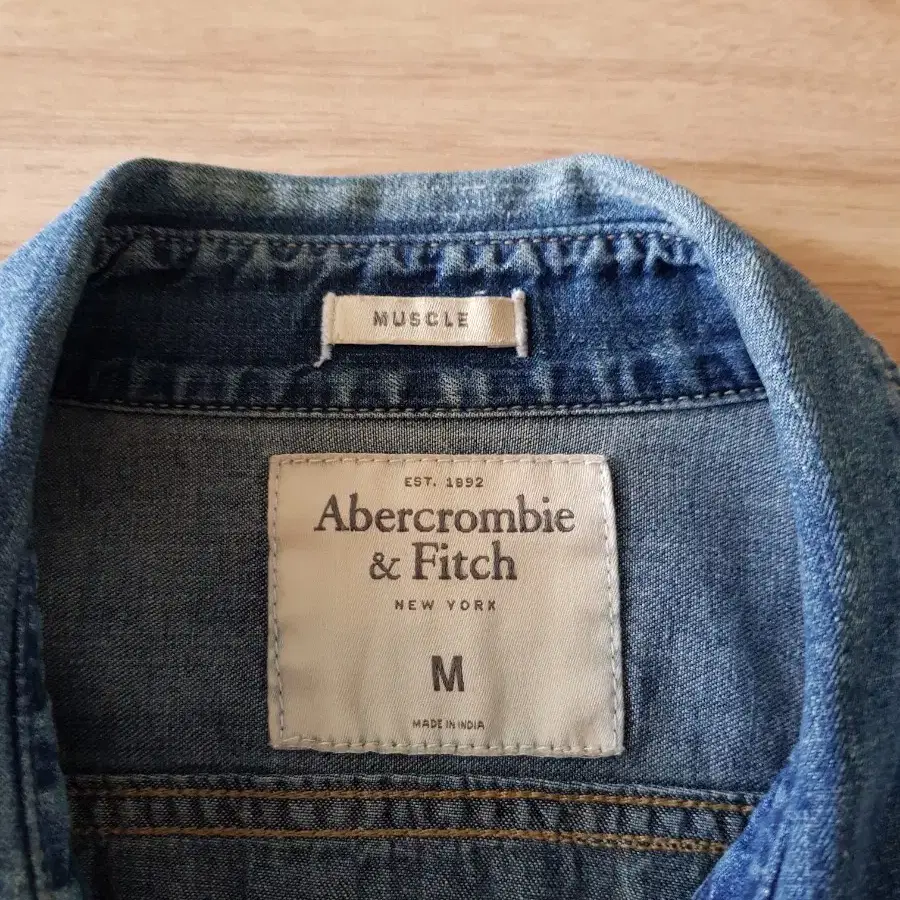 MUSCLE
EST. 1892
Abercrombie
& Fitch
NEW YORK
M
MADE IN INDIA